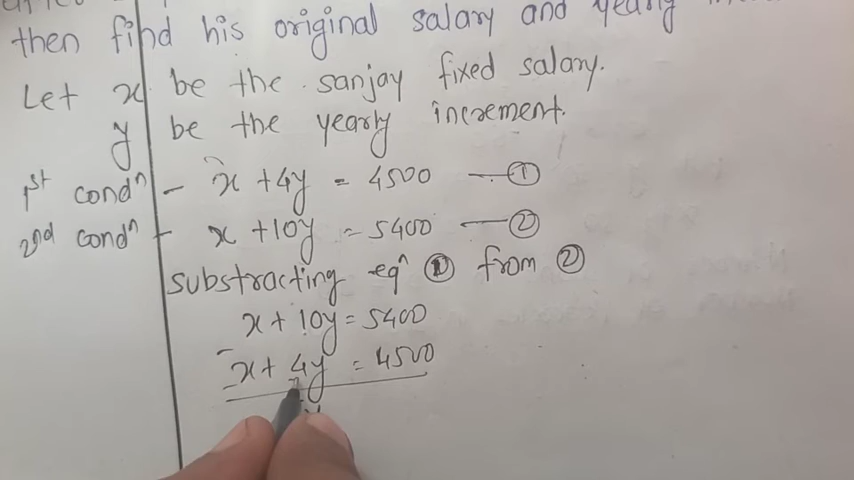 then find his original salary and yearly
Let x be the sanjay fixed salary.
y be the yearly increment.
1st condn - x + 4y = 4500 — ①
2nd condn - x + 10y = 5400 — ②
substracting eqn ① from ②
x + 10y = 5400
- x + 4y = 4500
-